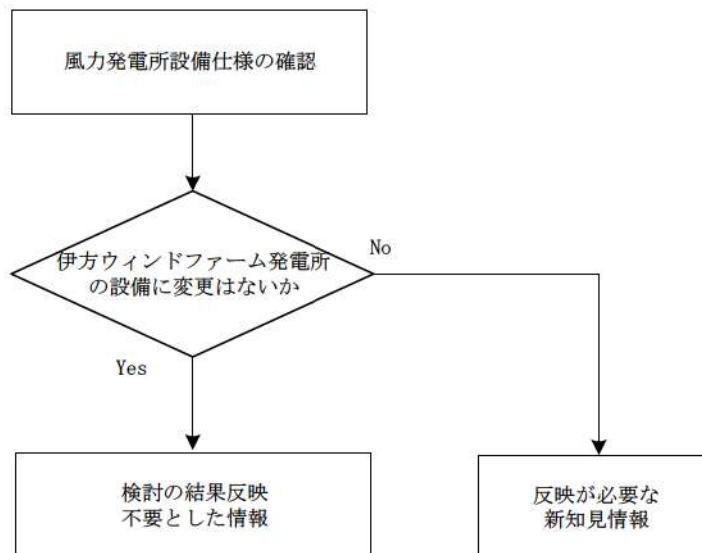 風力発電所設備仕様の確認
伊方ウィンドファーム発電所
の設備に変更はないか
No
Yes
検討の結果反映
不要とした情報
反映が必要な
新知見情報